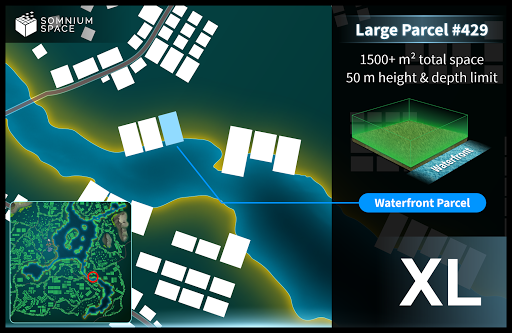 SOMNIUM
SPACE
Large Parcel #429
1500+ m² total space
50 m height & depth limit
Waterfront
Waterfront Parcel
XL